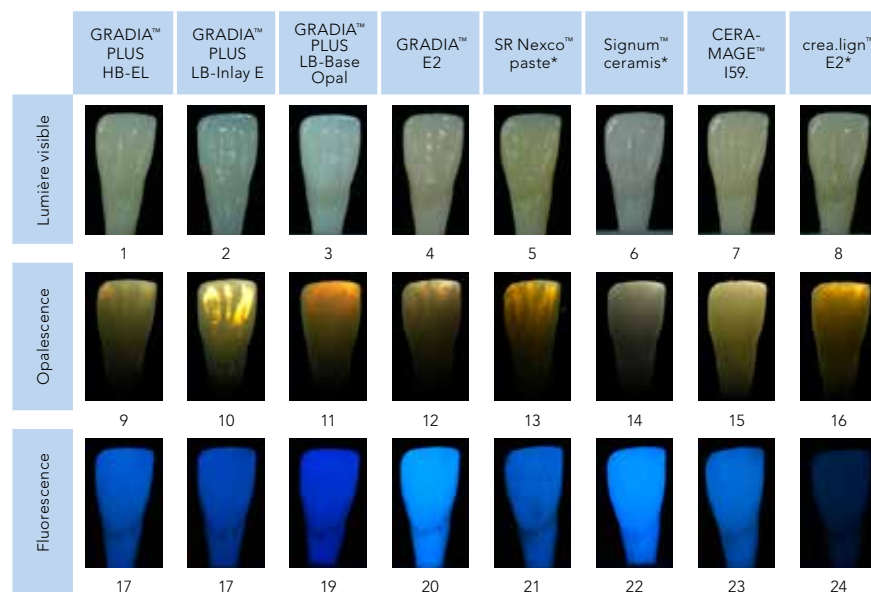 GRADIA™
PLUS
HB-EL
GRADIA™
PLUS
LB-Inlay E
GRADIA™
PLUS
LB-Base
Opal
GRADIA™
E2
SR Nexco™
paste*
Signum™
ceramis*
CERA-
MAGE™
I59.
crea.lign™
E2*
Lumière visible
1 2 3 4 5 6 7 8
Opalescence
9 10 11 12 13 14 15 16
Fluorescence
17 17 19 20 21 22 23 24